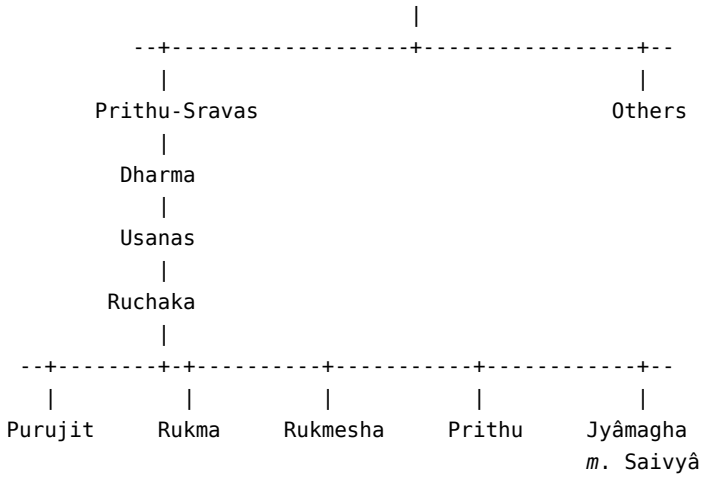 Prithu-Sravas Others
Dharma
Usanas
Ruchaka
Purujit Rukma Rukmesha Prithu Jyâmagha
m. Saivyâ